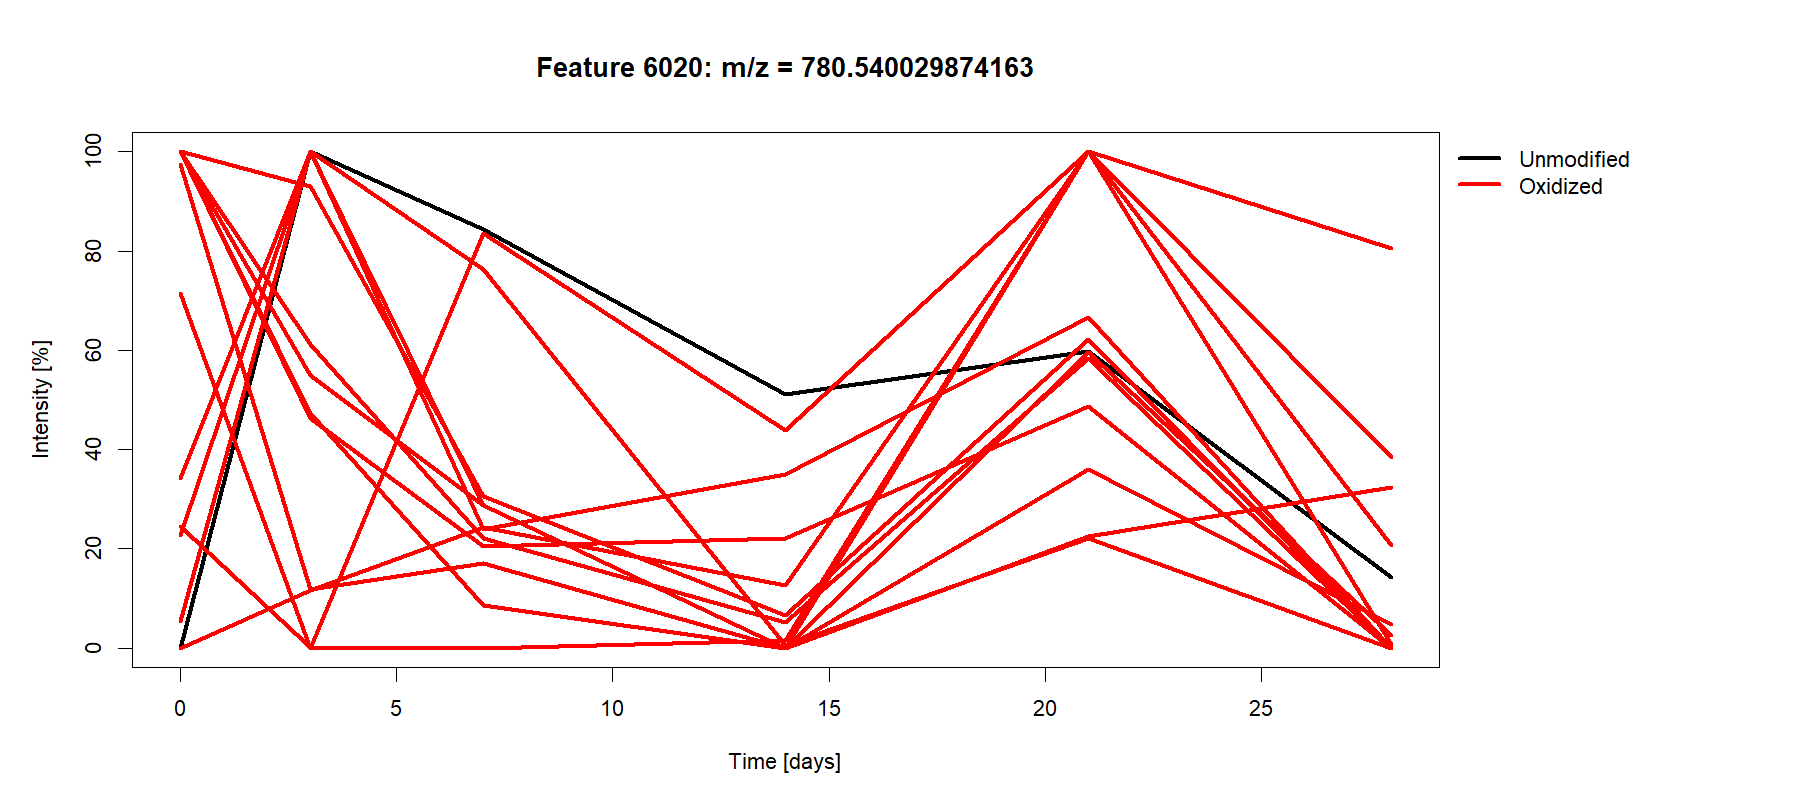 Feature 6020: m/z = 780.540029874163
Unmodified
Oxidized
Intensity [%]
100
80
60
40
20
0
0 5 10 15 20 25
Time [days]